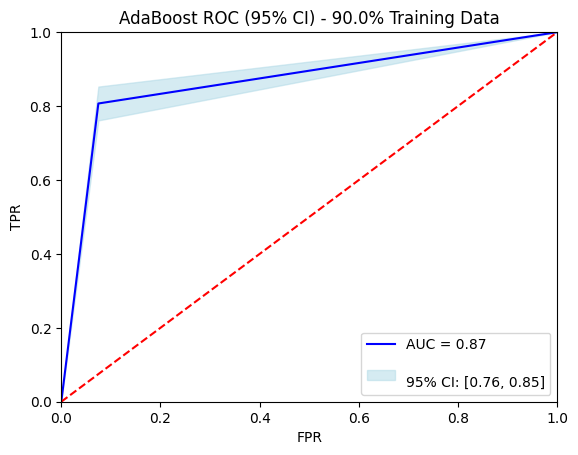 AdaBoost ROC (95% CI) - 90.0% Training Data
1.0
0.8
0.6
0.4
0.2
0.0
TPR
AUC = 0.87
95% CI: [0.76, 0.85]
0.0 0.2 0.4 0.6 0.8 1.0
FPR